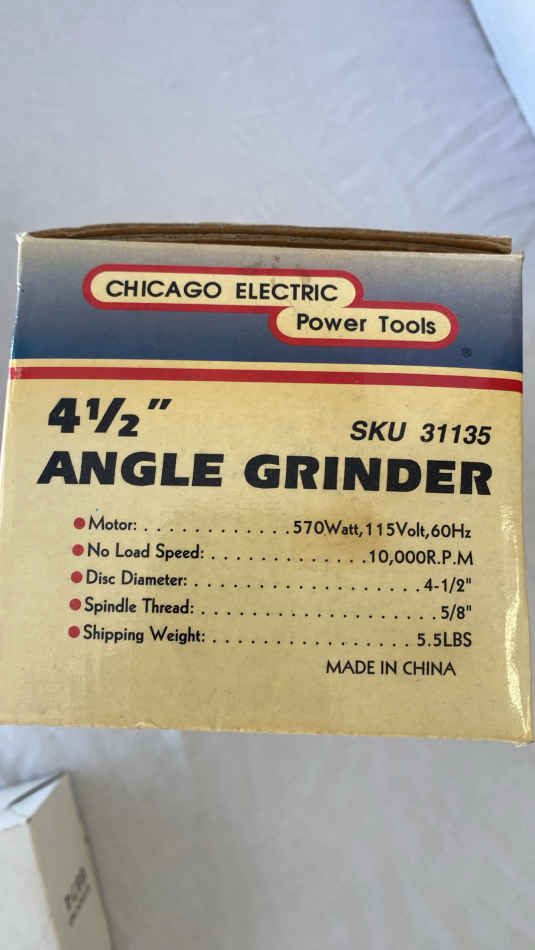 CHICAGO ELECTRIC
Power Tools
®
4½"
SKU 31135
ANGLE GRINDER
Motor: . . . . . . . . . . . . .570Watt,115Volt,60Hz
No Load Speed: . . . . . . . . . . . . . .10,000R.P.M
Disc Diameter: . . . . . . . . . . . . . . . . . . . . 4-1/2"
Spindle Thread: . . . . . . . . . . . . . . . . . . . . 5/8"
Shipping Weight: . . . . . . . . . . . . . . . . . 5.5LBS
MADE IN CHINA